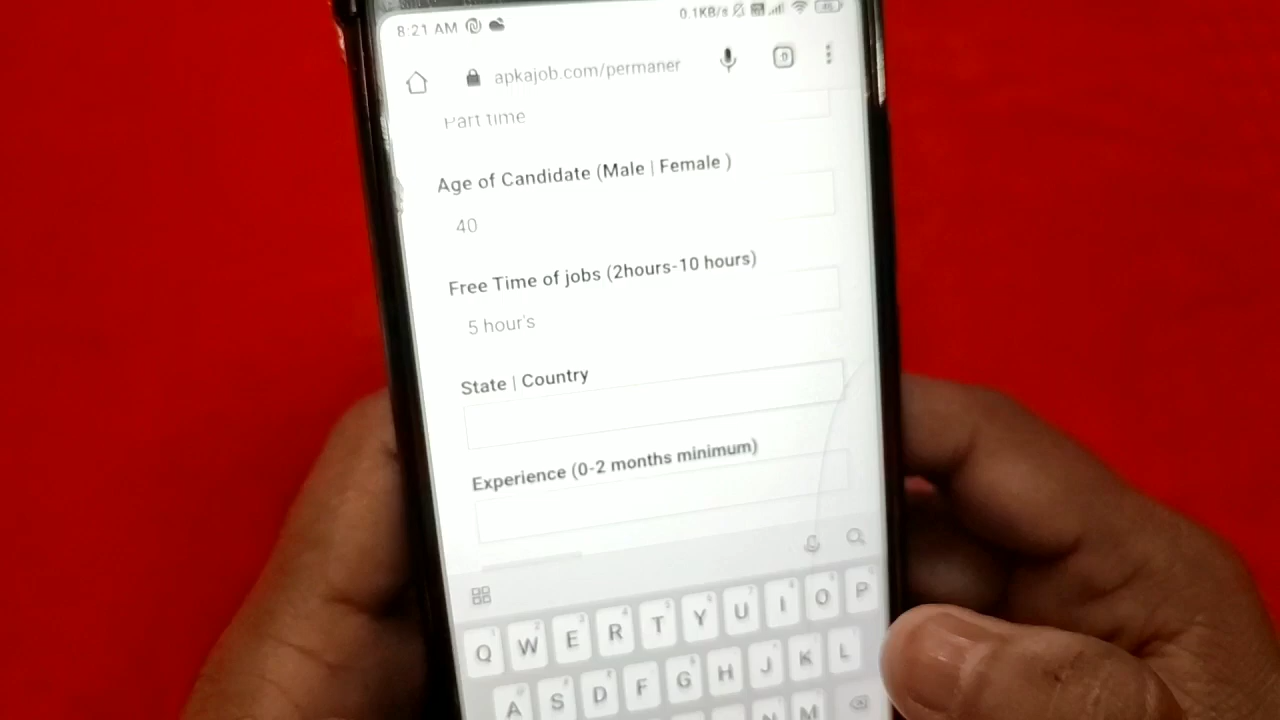 8:21 AM 0.1KB/s
apkajob.com/permaner
Part time
Age of Candidate (Male | Female )
40
Free Time of jobs (2hours-10 hours)
5 hour's
State | Country
Experience (0-2 months minimum)
Q W E R T Y U I O P
A S D F G H J K L
N M